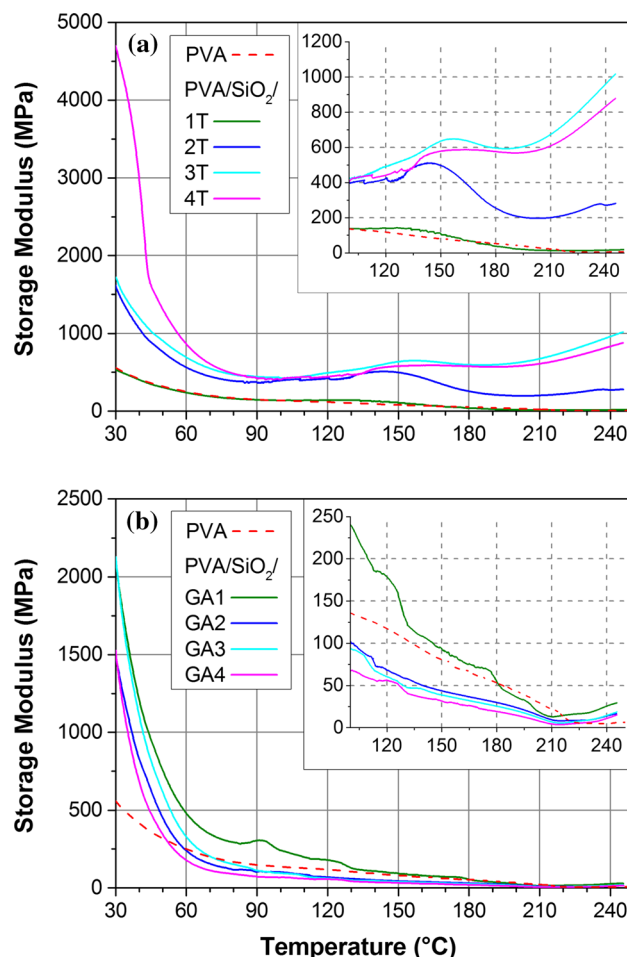 (a)
Storage Modulus (MPa)
5000
4000
3000
2000
1000
0
30 60 90 120 150 180 210 240
PVA
PVA/SiO2/
1T
2T
3T
4T
1200
1000
800
600
400
200
0
120 150 180 210 240
(b)
Storage Modulus (MPa)
2500
2000
1500
1000
500
0
30 60 90 120 150 180 210 240
PVA
PVA/SiO2/
GA1
GA2
GA3
GA4
250
200
150
100
50
0
120 150 180 210 240
Temperature (°C)